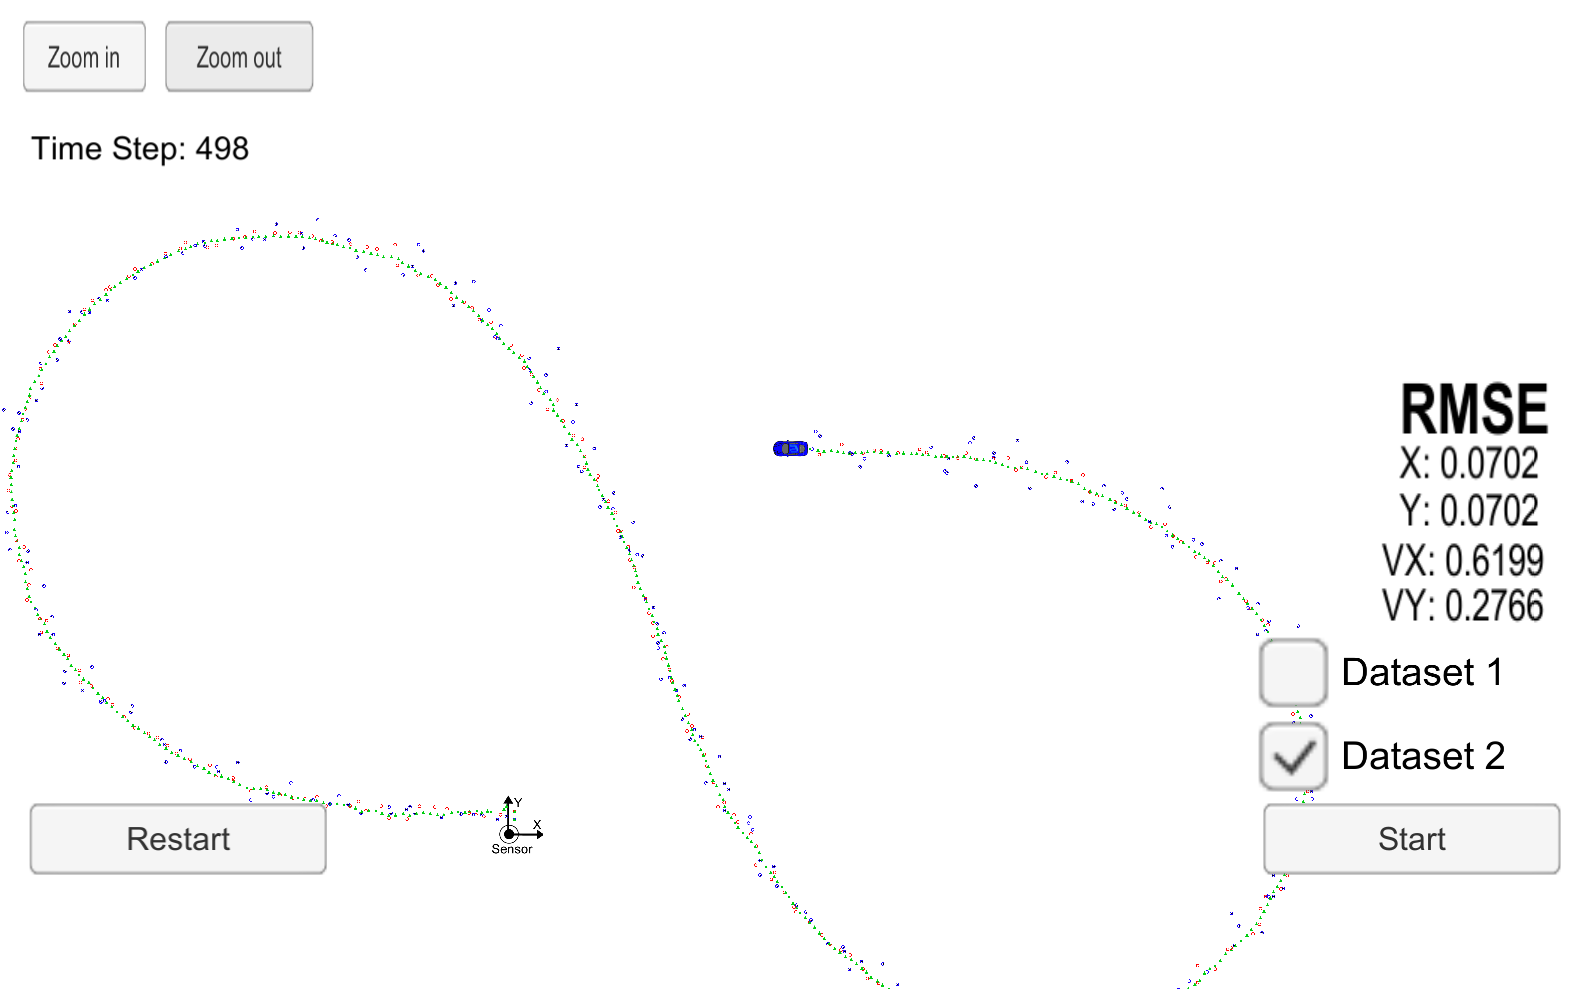 Zoom in
Zoom out
Time Step: 498
RMSE
X: 0.0702
Y: 0.0702
VX: 0.6199
VY: 0.2766
Dataset 1
Dataset 2
Y
X
Sensor
Restart
Start